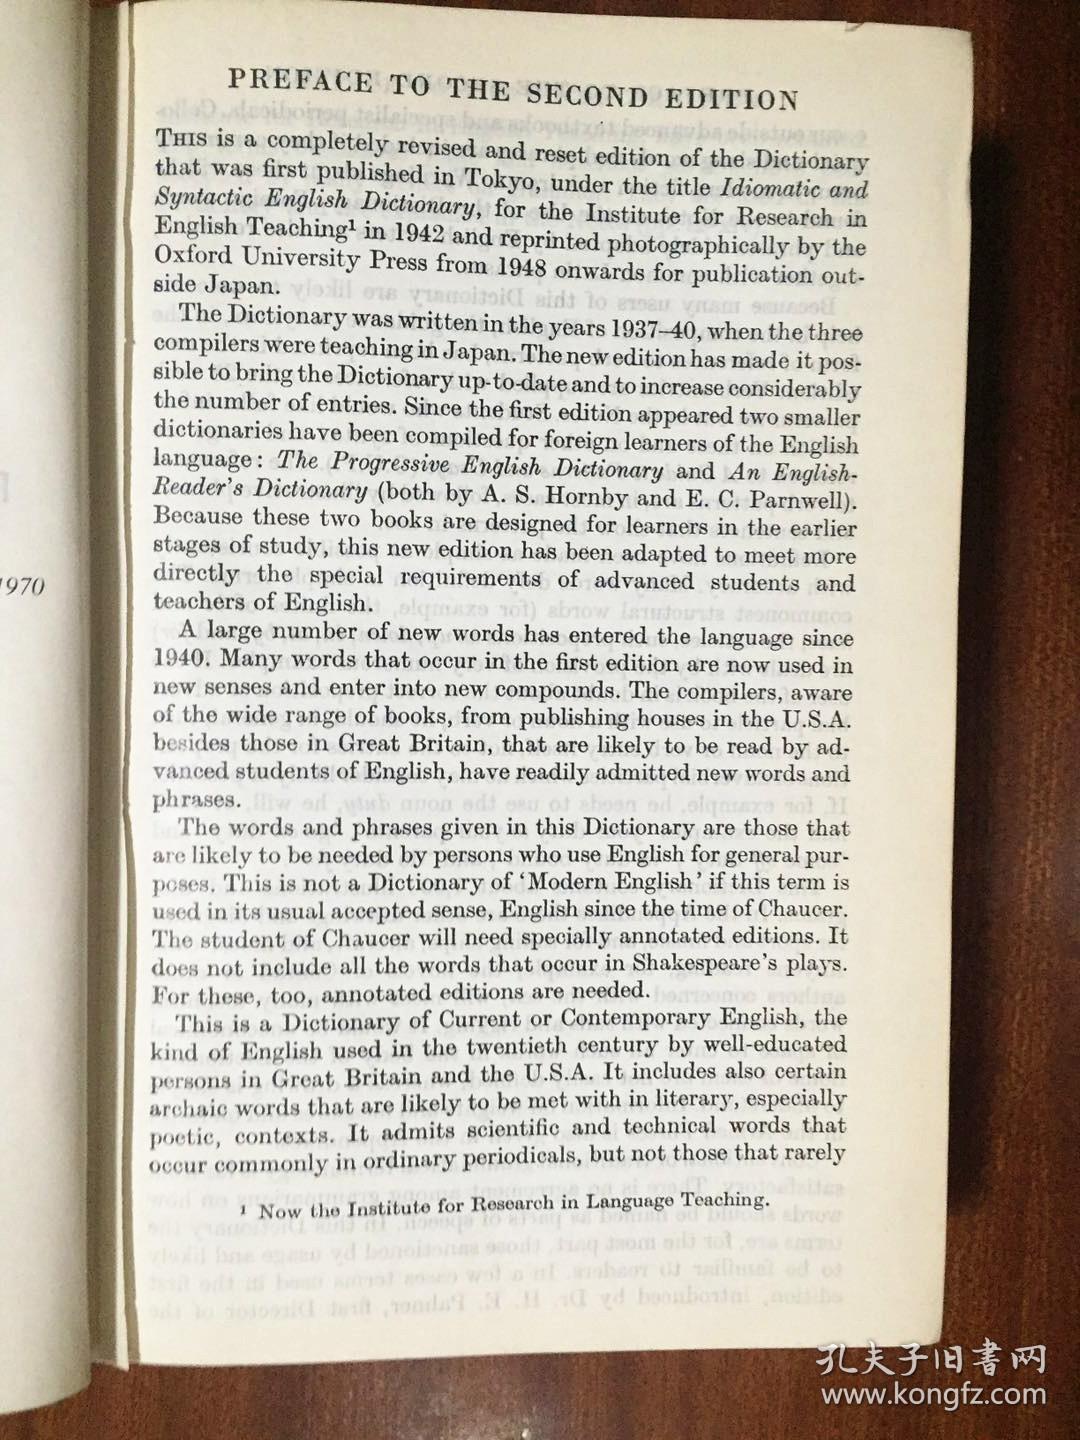 PREFACE TO THE SECOND EDITION
THIS is a completely revised and reset edition of the Dictionary
that was first published in Tokyo, under the title Idiomatic and
Syntactic English Dictionary, for the Institute for Research in
English Teaching¹ in 1942 and reprinted photographically by the
Oxford University Press from 1948 onwards for publication out-
side Japan.
The Dictionary was written in the years 1937–40, when the three
compilers were teaching in Japan. The new edition has made it pos-
sible to bring the Dictionary up-to-date and to increase considerably
the number of entries. Since the first edition appeared two smaller
dictionaries have been compiled for foreign learners of the English
language: The Progressive English Dictionary and An English-
Reader's Dictionary (both by A. S. Hornby and E. C. Parnwell).
Because these two books are designed for learners in the earlier
stages of study, this new edition has been adapted to meet more
directly the special requirements of advanced students and
teachers of English.
1970
A large number of new words has entered the language since
1940. Many words that occur in the first edition are now used in
new senses and enter into new compounds. The compilers, aware
of the wide range of books, from publishing houses in the U.S.A.
besides those in Great Britain, that are likely to be read by ad-
vanced students of English, have readily admitted new words and
phrases.
The words and phrases given in this Dictionary are those that
are likely to be needed by persons who use English for general pur-
poses. This is not a Dictionary of 'Modern English' if this term is
used in its usual accepted sense, English since the time of Chaucer.
The student of Chaucer will need specially annotated editions. It
does not include all the words that occur in Shakespeare's plays.
For these, too, annotated editions are needed.
This is a Dictionary of Current or Contemporary English, the
kind of English used in the twentieth century by well-educated
persons in Great Britain and the U.S.A. It includes also certain
archaic words that are likely to be met with in literary, especially
poetic, contexts. It admits scientific and technical words that
occur commonly in ordinary periodicals, but not those that rarely
¹ Now the Institute for Research in Language Teaching.
孔夫子旧書网
www.kongfz.com